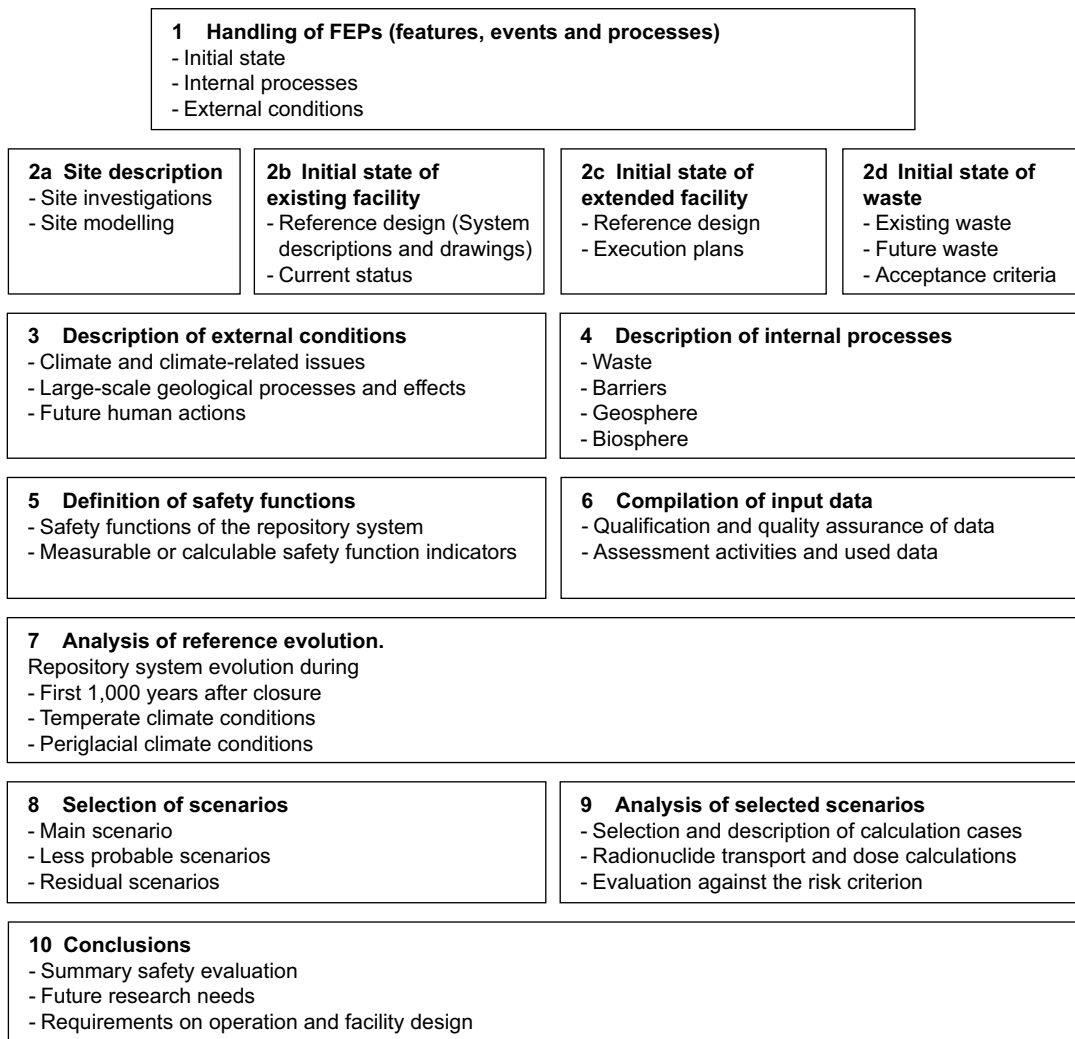 1 Handling of FEPs (features, events and processes)
- Initial state
- Internal processes
- External conditions
2a Site description
- Site investigations
- Site modelling
2b Initial state of
existing facility
- Reference design (System
descriptions and drawings)
- Current status
2c Initial state of
extended facility
- Reference design
- Execution plans
2d Initial state of
waste
- Existing waste
- Future waste
- Acceptance criteria
3 Description of external conditions
- Climate and climate-related issues
- Large-scale geological processes and effects
- Future human actions
4 Description of internal processes
- Waste
- Barriers
- Geosphere
- Biosphere
5 Definition of safety functions
- Safety functions of the repository system
- Measurable or calculable safety function indicators
6 Compilation of input data
- Qualification and quality assurance of data
- Assessment activities and used data
7 Analysis of reference evolution.
Repository system evolution during
- First 1,000 years after closure
- Temperate climate conditions
- Periglacial climate conditions
8 Selection of scenarios
- Main scenario
- Less probable scenarios
- Residual scenarios
9 Analysis of selected scenarios
- Selection and description of calculation cases
- Radionuclide transport and dose calculations
- Evaluation against the risk criterion
10 Conclusions
- Summary safety evaluation
- Future research needs
- Requirements on operation and facility design